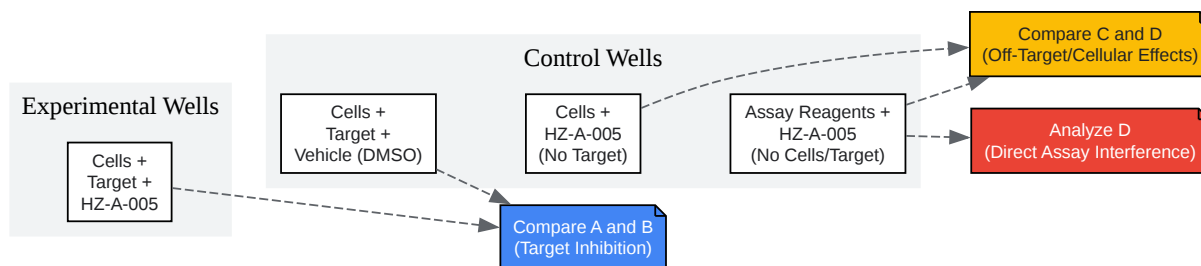 Experimental Wells
Cells +
Target +
HZ-A-005
Control Wells
Cells +
Target +
Vehicle (DMSO)
Cells +
HZ-A-005
(No Target)
Assay Reagents +
HZ-A-005
(No Cells/Target)
Compare A and B
(Target Inhibition)
Compare C and D
(Off-Target/Cellular Effects)
Analyze D
(Direct Assay Interference)